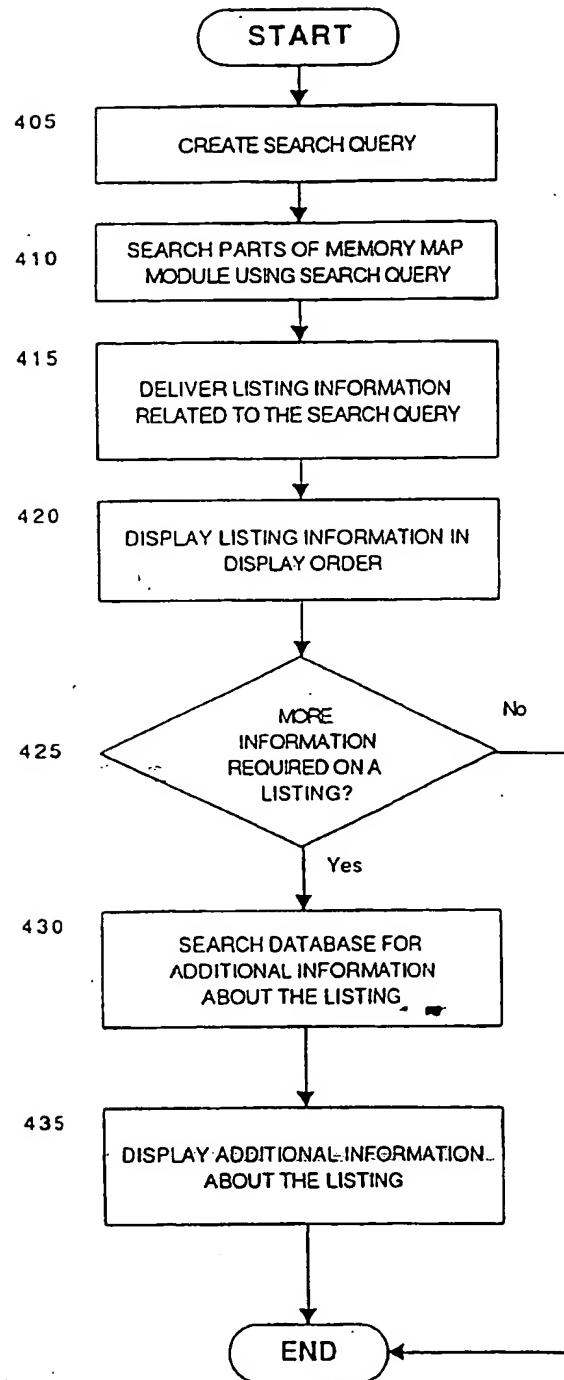 START
405
CREATE SEARCH QUERY
410
SEARCH PARTS OF MEMORY MAP
MODULE USING SEARCH QUERY
415
DELIVER LISTING INFORMATION
RELATED TO THE SEARCH QUERY
420
DISPLAY LISTING INFORMATION IN
DISPLAY ORDER
425
MORE
INFORMATION
REQUIRED ON A
LISTING?
No
Yes
430
SEARCH DATABASE FOR
ADDITIONAL INFORMATION
ABOUT THE LISTING
435
DISPLAY ADDITIONAL INFORMATION
ABOUT THE LISTING
END